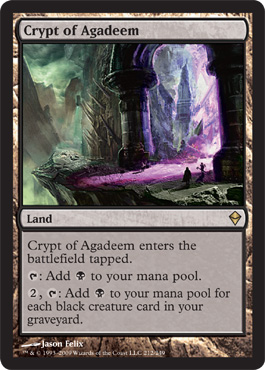 Crypt of Agadeem
Land
Crypt of Agadeem enters the
battlefield tapped.
: Add to your mana pool.
2, : Add to your mana pool for
each black creature card in your
graveyard.
Jason Felix
™ & © 1993-2009 Wizards of the Coast LLC 212/249